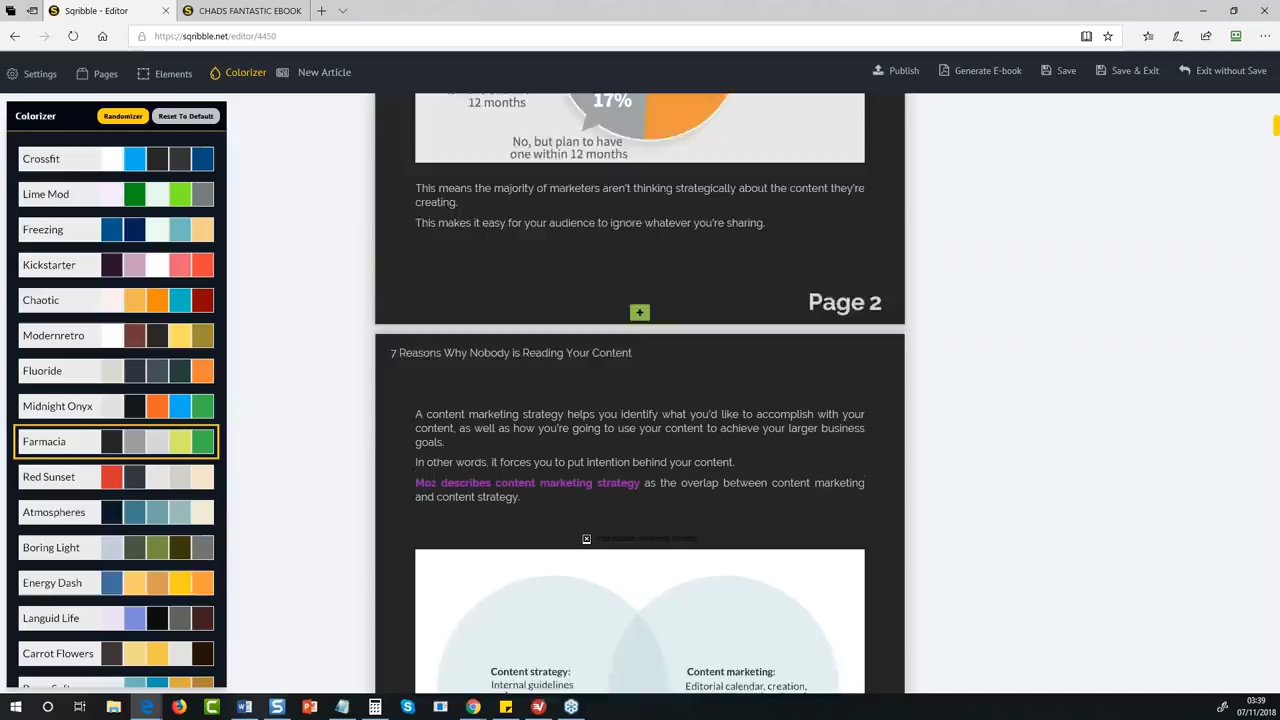 Sqribble - Editor
CHADS FANTASTIC EBOOK
https://sqribble.net/editor/4450
Settings
Pages
Elements
Colorizer
New Article
Publish
Generate E-book
Save
Save & Exit
Exit without Save
Colorizer
Randomizer
Reset To Default
Crossfit
Lime Mod
Freezing
Kickstarter
Chaotic
Modernretro
Fluoride
Midnight Onyx
Farmacia
Red Sunset
Atmospheres
Boring Light
Energy Dash
Languid Life
Carrot Flowers
12 months
17%
No, but plan to have
one within 12 months
This means the majority of marketers aren't thinking strategically about the content they're
creating.
This makes it easy for your audience to ignore whatever you're sharing.
+
Page 2
7 Reasons Why Nobody is Reading Your Content
A content marketing strategy helps you identify what you'd like to accomplish with your
content, as well as how you're going to use your content to achieve your larger business
goals.
In other words, it forces you to put intention behind your content.
Moz describes content marketing strategy as the overlap between content marketing
and content strategy.
Content strategy:
Internal guidelines
Content marketing:
Editorial calendar, creation,
03:39
07/11/2018